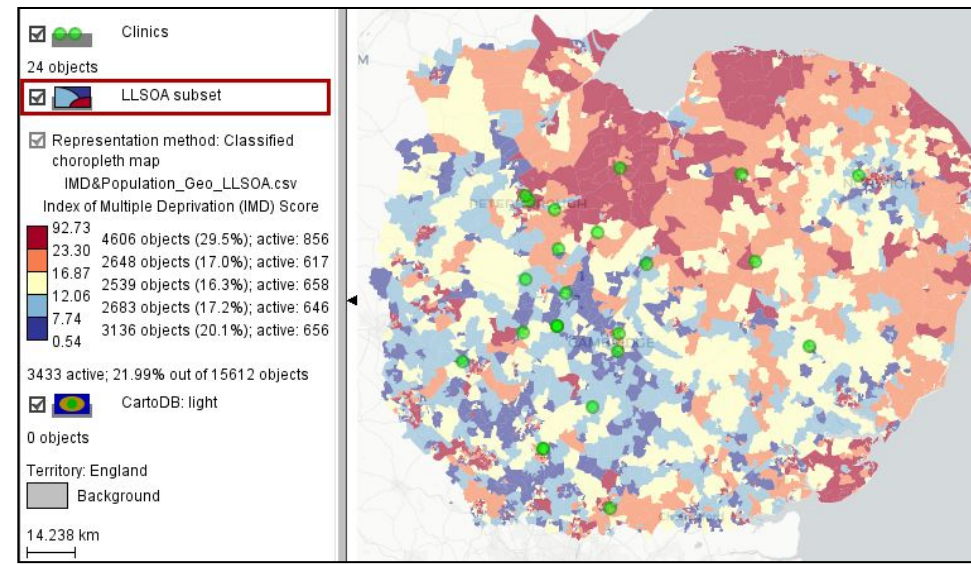 Clinics
24 objects
LLSOA subset
Representation method: Classified
choropleth map
IMD&Population_Geo_LLSOA.csv
Index of Multiple Deprivation (IMD) Score
92.73
4606 objects (29.5%); active: 856
23.30
2648 objects (17.0%); active: 617
16.87
2539 objects (16.3%); active: 658
12.06
2683 objects (17.2%); active: 646
7.74
3136 objects (20.1%); active: 656
0.54
3433 active; 21.99% out of 15612 objects
CartoDB: light
0 objects
Territory: England
Background
14.238 km
M
PETERBOROUGH
NORWICH
CAMBRIDGE